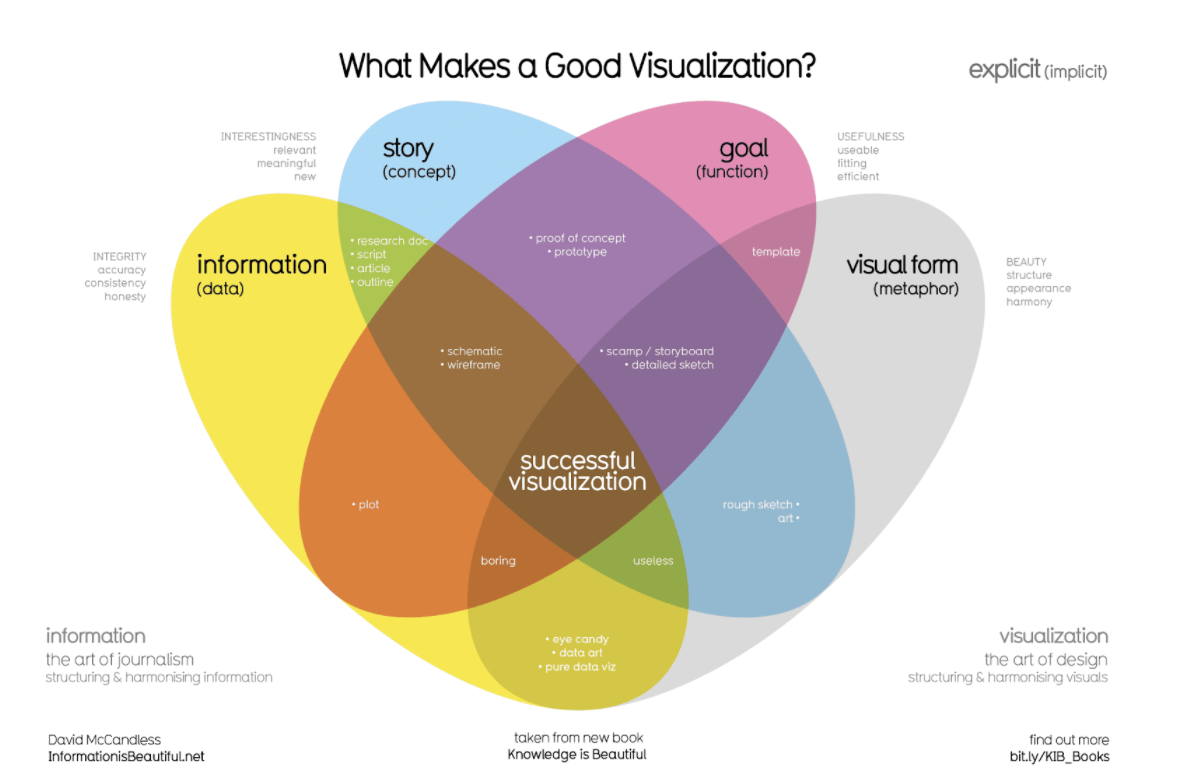 What Makes a Good Visualization?
explicit (implicit)
INTERESTINGNESS
relevant
meaningful
new
story
(concept)
goal
(function)
USEFULNESS
useable
fitting
efficient
INTEGRITY
accuracy
consistency
honesty
information
(data)
• research doc
• script
• article
• outline
• proof of concept
• prototype
template
visual form
(metaphor)
BEAUTY
structure
appearance
harmony
• schematic
• wireframe
• scamp / storyboard
• detailed sketch
successful
visualization
• plot
rough sketch •
art •
boring
useless
• eye candy
• data art
• pure data viz
information
the art of journalism
structuring & harmonising information
visualization
the art of design
structuring & harmonising visuals
David McCandless
InformationisBeautiful.net
taken from new book
Knowledge is Beautiful
find out more
bit.ly/KIB_Books